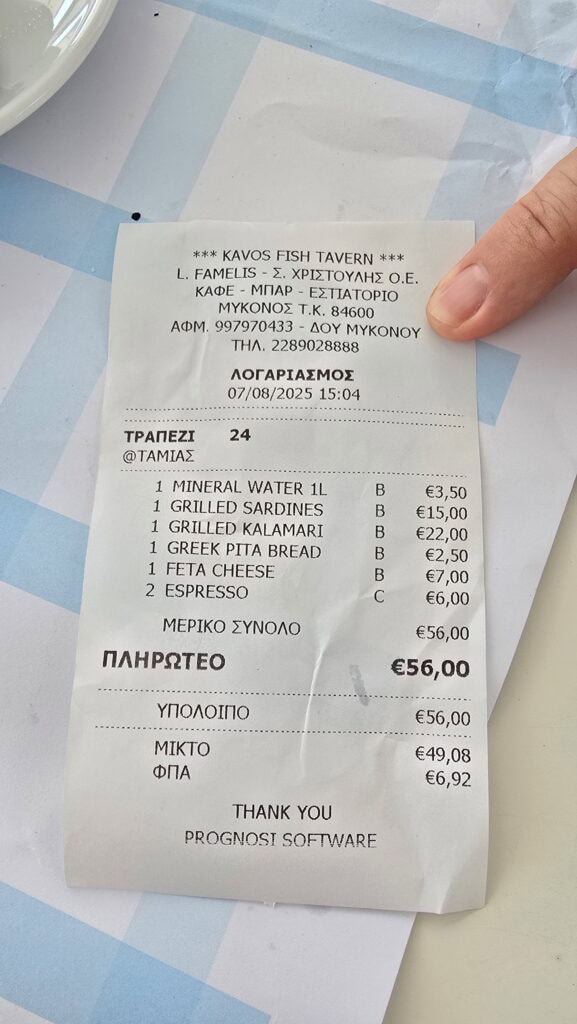 *** KAVOS FISH TAVERN ***
L. FAMELIS - Σ. ΧΡΙΣΤΟΥΛΗΣ Ο.Ε.
ΚΑΦΕ - ΜΠΑΡ - ΕΣΤΙΑΤΟΡΙΟ
ΜΥΚΟΝΟΣ Τ.Κ. 84600
ΑΦΜ. 997970433 - ΔΟΥ ΜΥΚΟΝΟΥ
ΤΗΛ. 2289028888
ΛΟΓΑΡΙΑΣΜΟΣ
07/08/2025 15:04
ΤΡΑΠΕΖΙ 24
@ΤΑΜΙΑΣ
1 MINERAL WATER 1L B €3,50
1 GRILLED SARDINES B €15,00
1 GRILLED KALAMARI B €22,00
1 GREEK PITA BREAD B €2,50
1 FETA CHEESE B €7,00
2 ESPRESSO C €6,00
ΜΕΡΙΚΟ ΣΥΝΟΛΟ €56,00
ΠΛΗΡΩΤΕΟ €56,00
ΥΠΟΛΟΙΠΟ €56,00
ΜΙΚΤΟ €49,08
ΦΠΑ €6,92
THANK YOU
PROGNOSI SOFTWARE